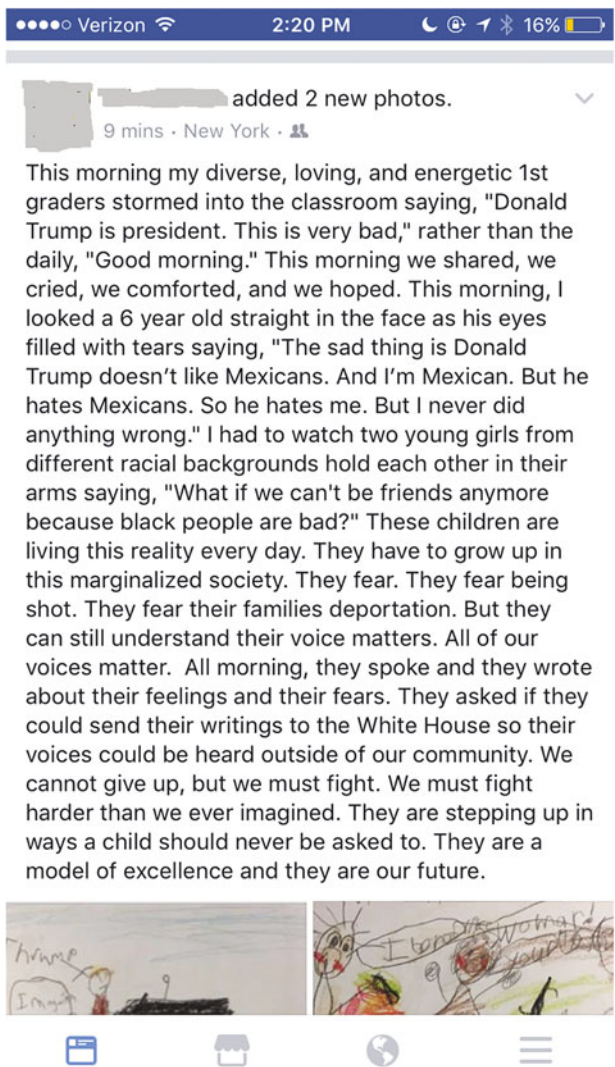 Verizon 2:20 PM 16%
added 2 new photos.
9 mins · New York ·
This morning my diverse, loving, and energetic 1st
graders stormed into the classroom saying, "Donald
Trump is president. This is very bad," rather than the
daily, "Good morning." This morning we shared, we
cried, we comforted, and we hoped. This morning, I
looked a 6 year old straight in the face as his eyes
filled with tears saying, "The sad thing is Donald
Trump doesn’t like Mexicans. And I’m Mexican. But he
hates Mexicans. So he hates me. But I never did
anything wrong." I had to watch two young girls from
different racial backgrounds hold each other in their
arms saying, "What if we can't be friends anymore
because black people are bad?" These children are
living this reality every day. They have to grow up in
this marginalized society. They fear. They fear being
shot. They fear their families deportation. But they
can still understand their voice matters. All of our
voices matter.  All morning, they spoke and they wrote
about their feelings and their fears. They asked if they
could send their writings to the White House so their
voices could be heard outside of our community. We
cannot give up, but we must fight. We must fight
harder than we ever imagined. They are stepping up in
ways a child should never be asked to. They are a
model of excellence and they are our future.